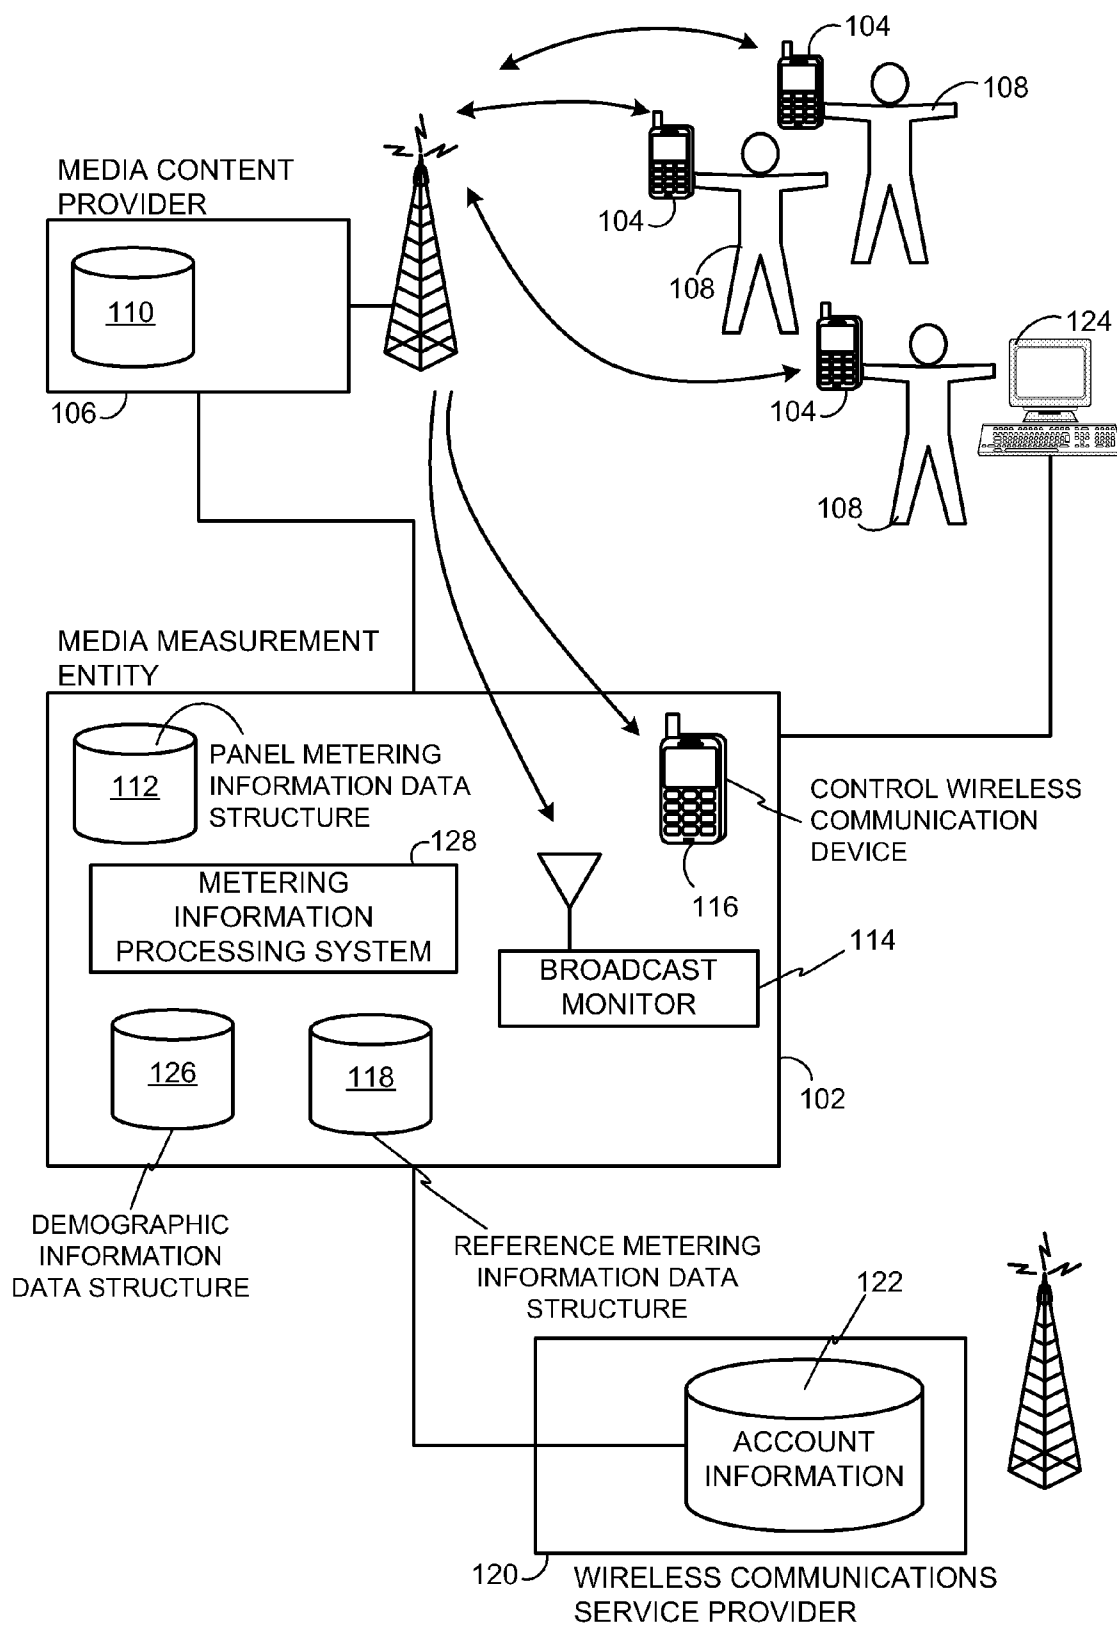 104
108
MEDIA CONTENT
PROVIDER
104
108
110
124
106
104
108
MEDIA MEASUREMENT
ENTITY
PANEL METERING
INFORMATION DATA
STRUCTURE
112
CONTROL WIRELESS
COMMUNICATION
DEVICE
128
METERING
INFORMATION
PROCESSING SYSTEM
116
114
BROADCAST
MONITOR
126
118
102
DEMOGRAPHIC
INFORMATION
DATA STRUCTURE
REFERENCE METERING
INFORMATION DATA
STRUCTURE
122
ACCOUNT
INFORMATION
120
WIRELESS COMMUNICATIONS
SERVICE PROVIDER